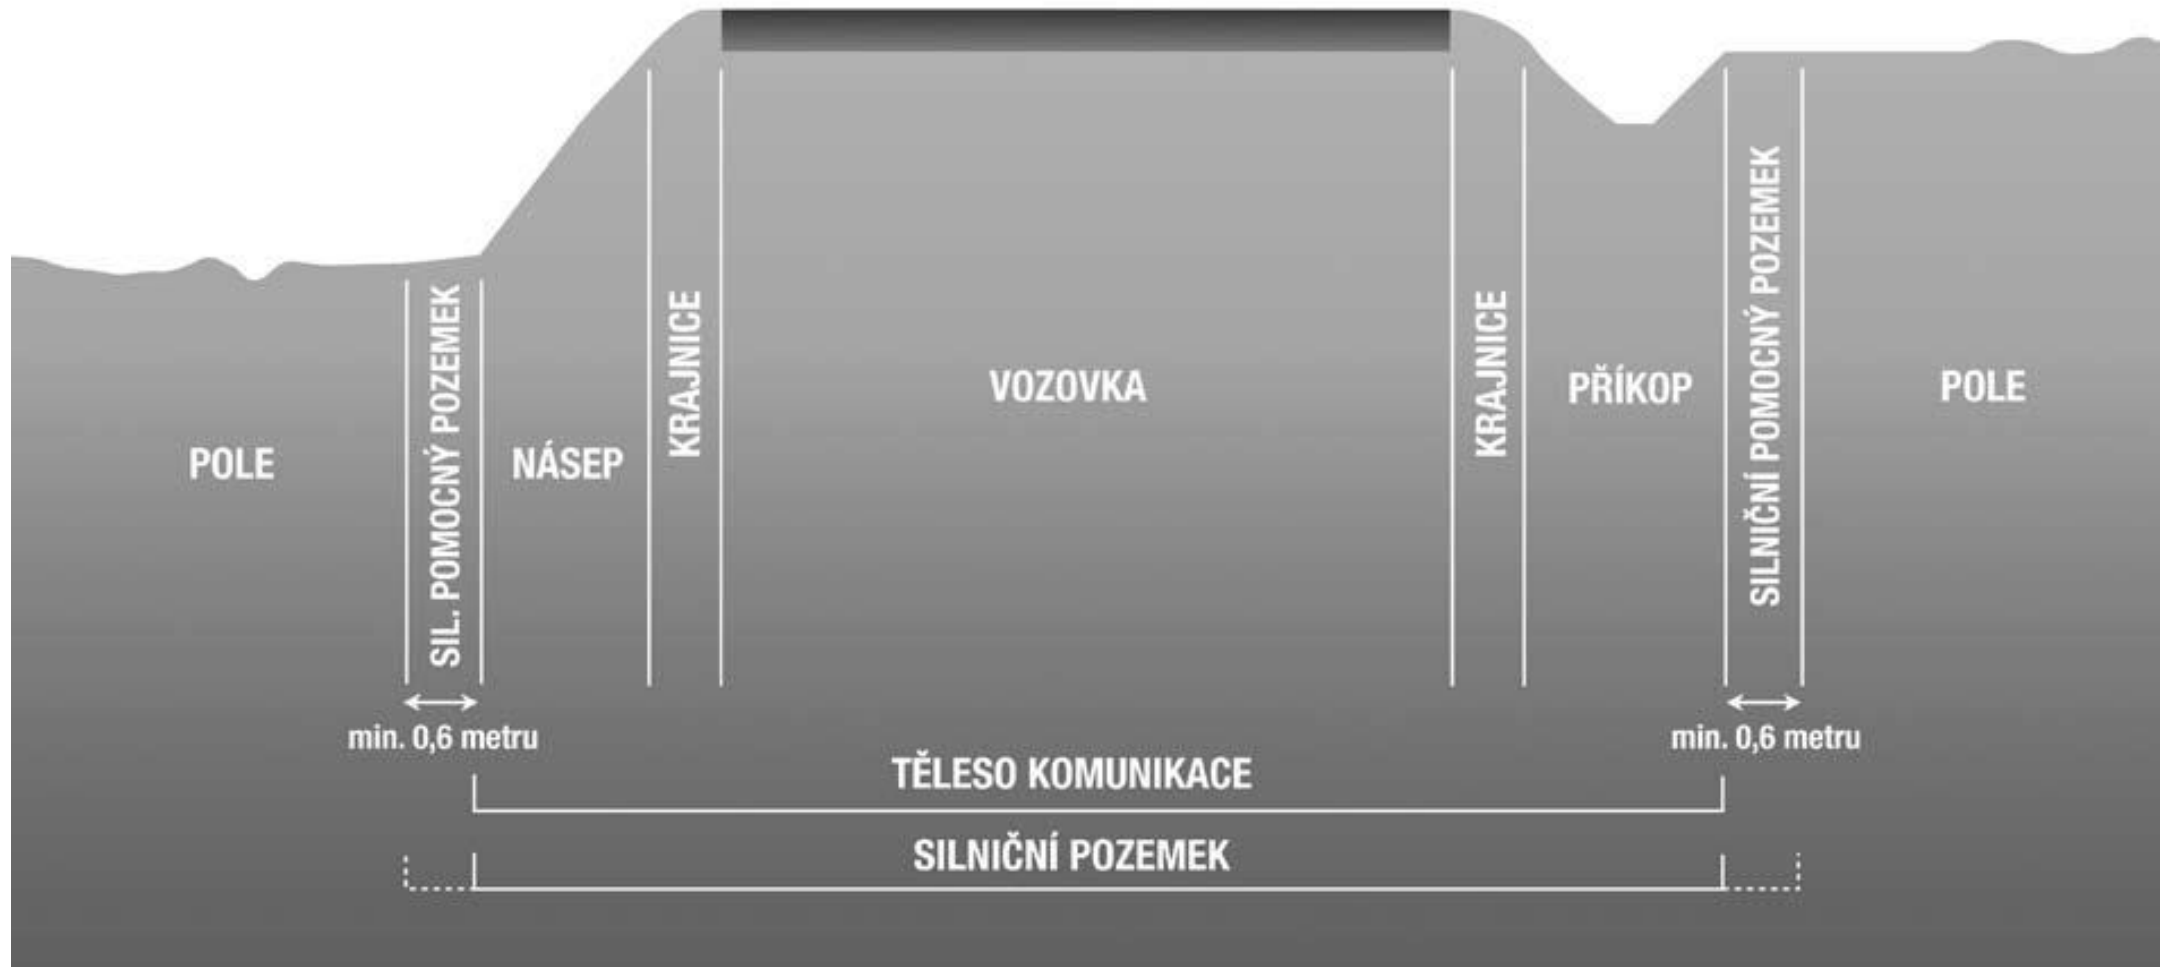 POLE
SIL. POMOCNÝ POZEMEK
NÁSEP
KRAJNICE
VOZOVKA
KRAJNICE
PŘÍKOP
SILNIČNÍ POMOCNÝ POZEMEK
POLE
min. 0,6 metru
min. 0,6 metru
TĚLESO KOMUNIKACE
SILNIČNÍ POZEMEK